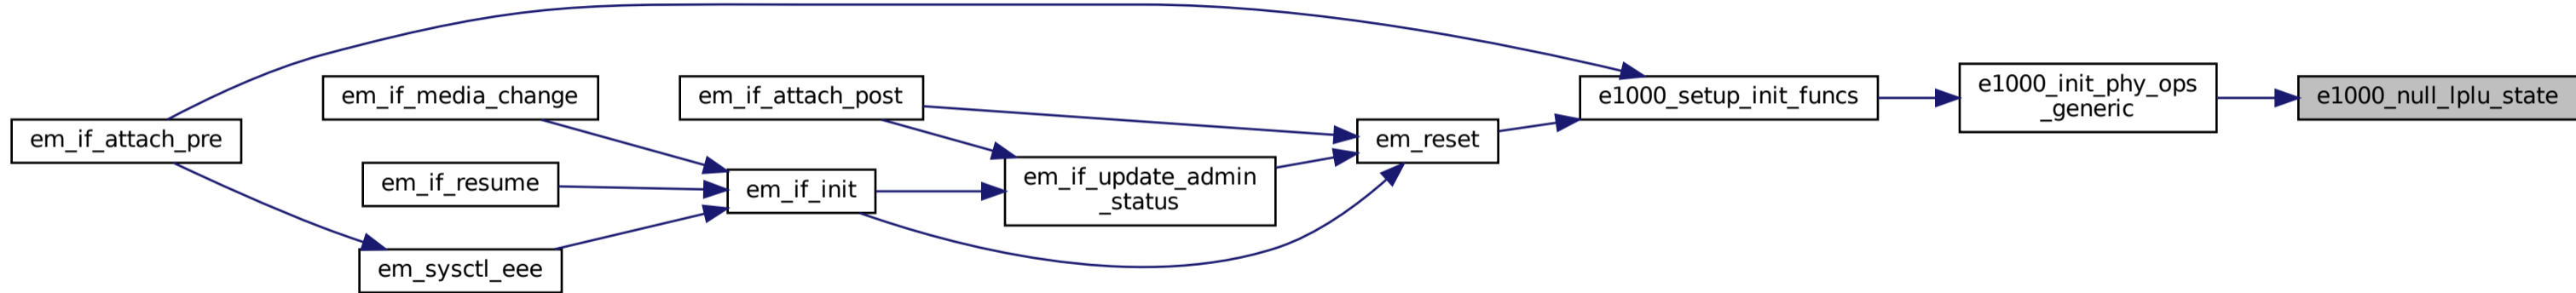 em_if_attach_pre
em_if_media_change
em_if_resume
em_sysctl_eee
em_if_attach_post
em_if_init
em_if_update_admin
_status
em_reset
e1000_setup_init_funcs
e1000_init_phy_ops
_generic
e1000_null_lplu_state